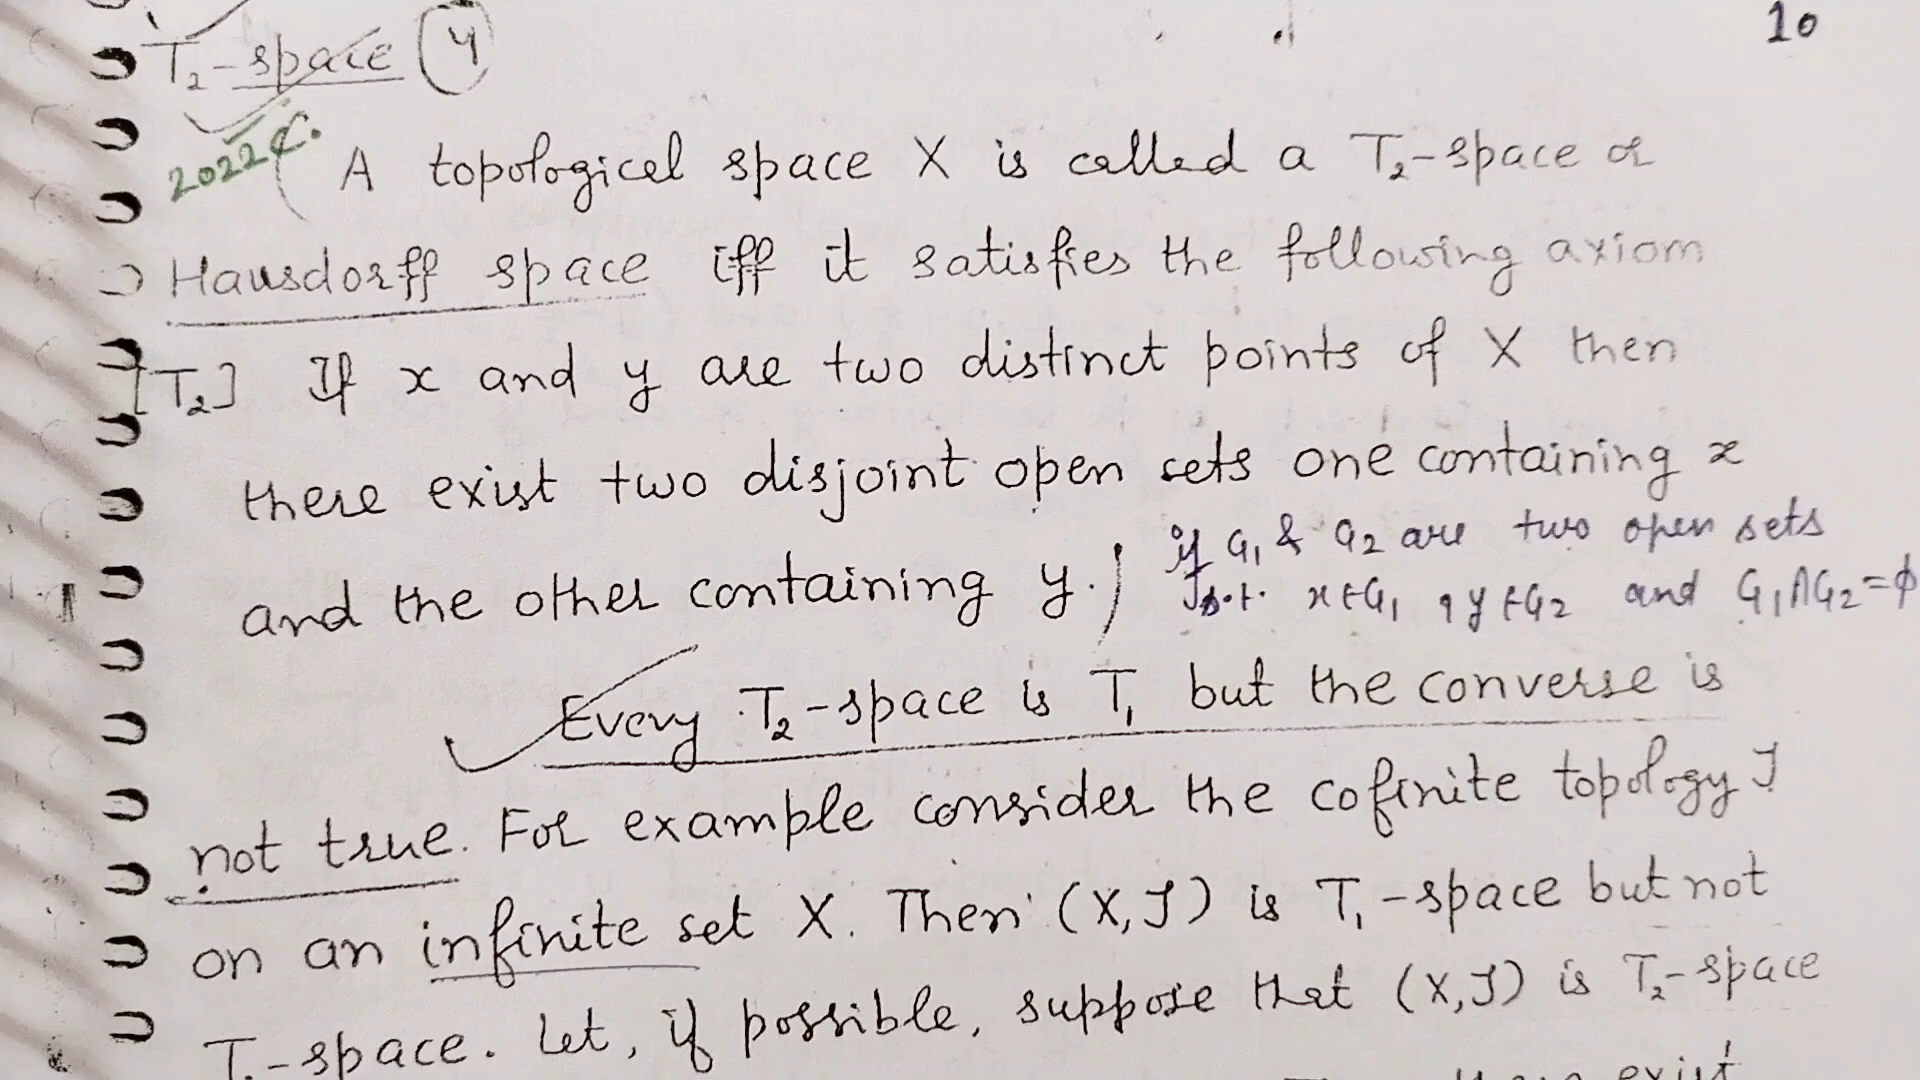 10
T₂-space 4
2022 C.
A topological space X is called a T₂-space or
Hausdorff space iff it satisfies the following axiom
[T₂] If x and y are two distinct points of X then
there exist two disjoint open sets one containing x
and the other containing y.
if G₁ & G₂ are two open sets
s.t. x∈G₁, y∈G₂ and G₁∩G₂=ϕ
Every T₂-space is T₁ but the converse is
not true. For example consider the cofinite topology J
on an infinite set X. Then (X,J) is T₁-space but not
T₂-space. Let, if possible, suppose that (X,J) is T₂-space
exist